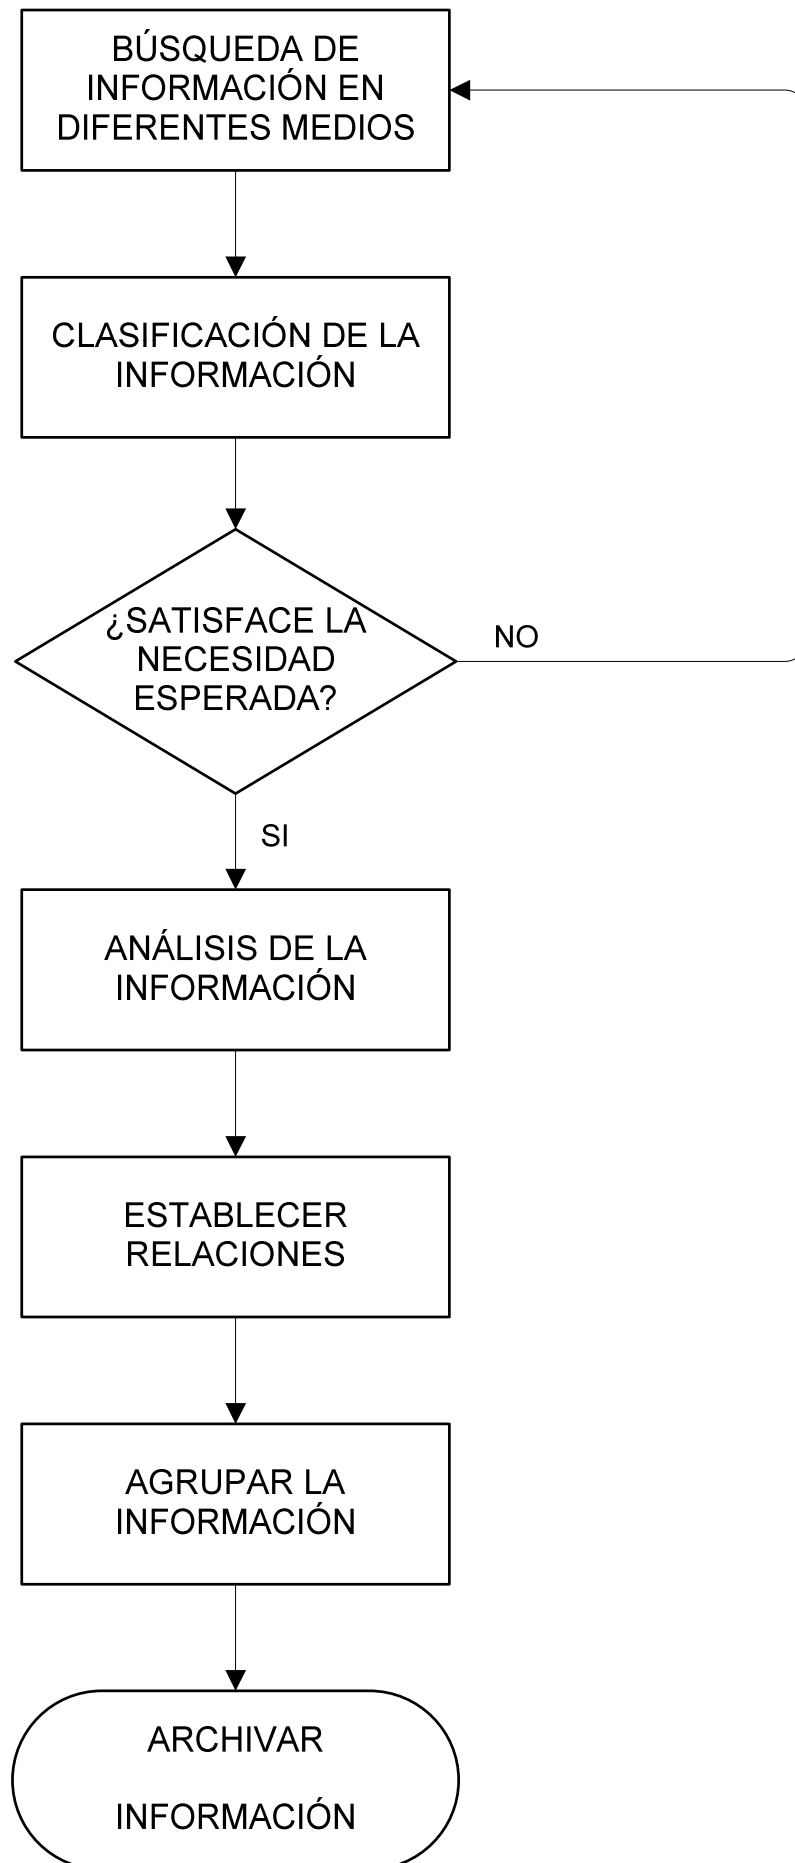 BÚSQUEDA DE
INFORMACIÓN EN
DIFERENTES MEDIOS
CLASIFICACIÓN DE LA
INFORMACIÓN
¿SATISFACE LA
NECESIDAD
ESPERADA?
NO
SI
ANÁLISIS DE LA
INFORMACIÓN
ESTABLECER
RELACIONES
AGRUPAR LA
INFORMACIÓN
ARCHIVAR
INFORMACIÓN